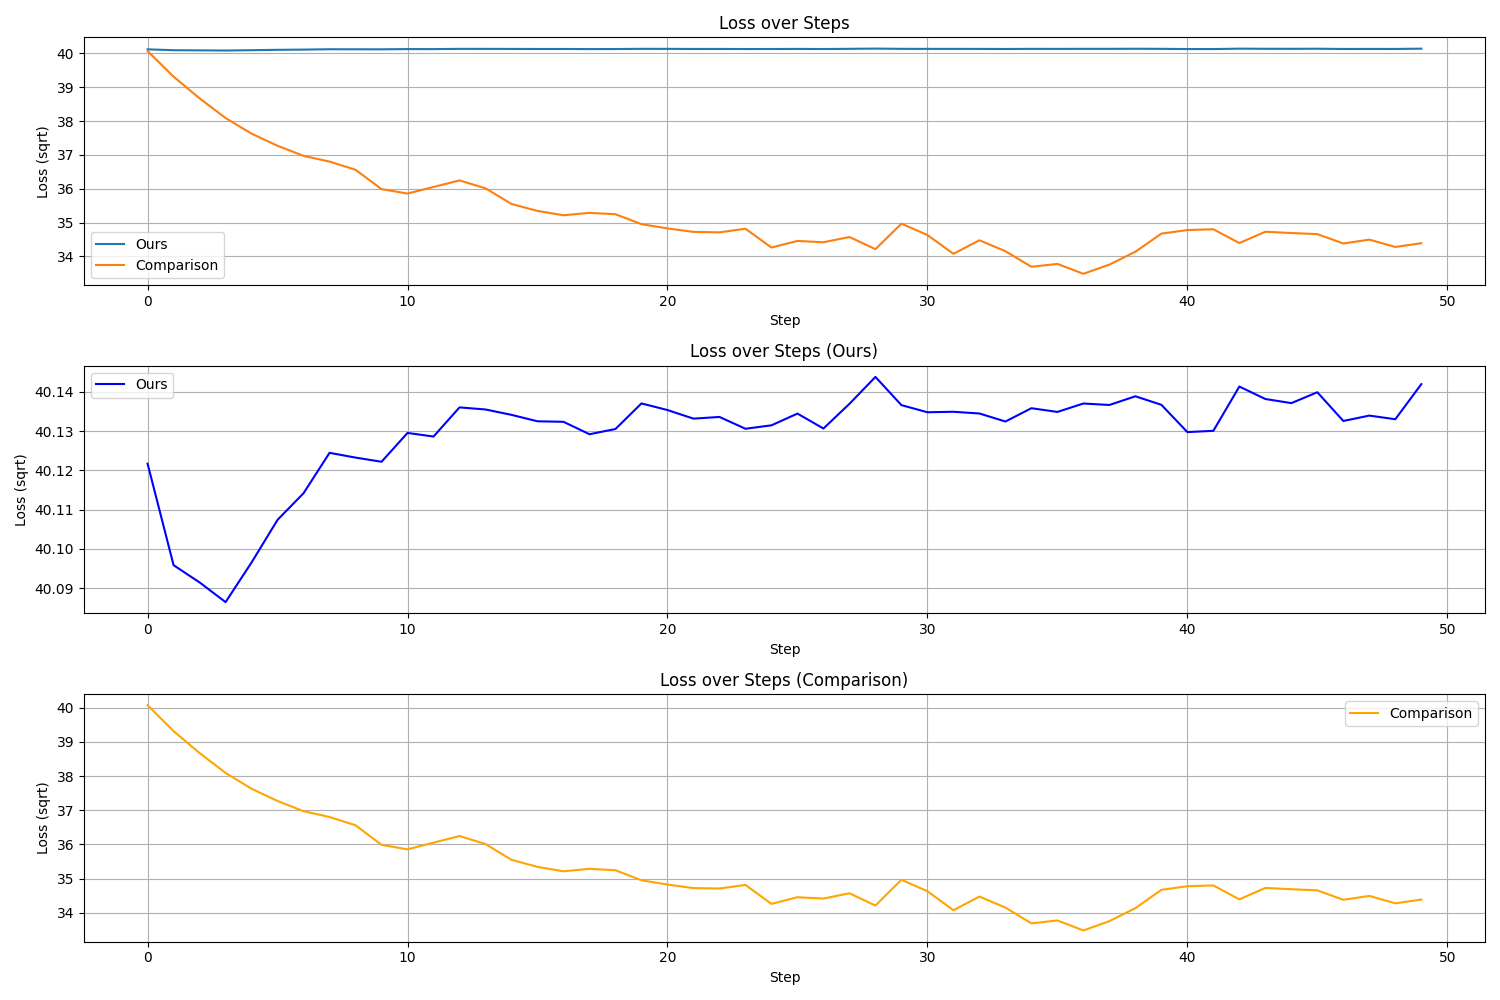 Loss over Steps
Loss (sqrt)
40
39
38
37
36
35
34
Ours
Comparison
0 10 20 30 40 50
Step
Loss over Steps (Ours)
Loss (sqrt)
40.14
40.13
40.12
40.11
40.10
40.09
Ours
0 10 20 30 40 50
Step
Loss over Steps (Comparison)
Loss (sqrt)
40
39
38
37
36
35
34
Comparison
0 10 20 30 40 50
Step